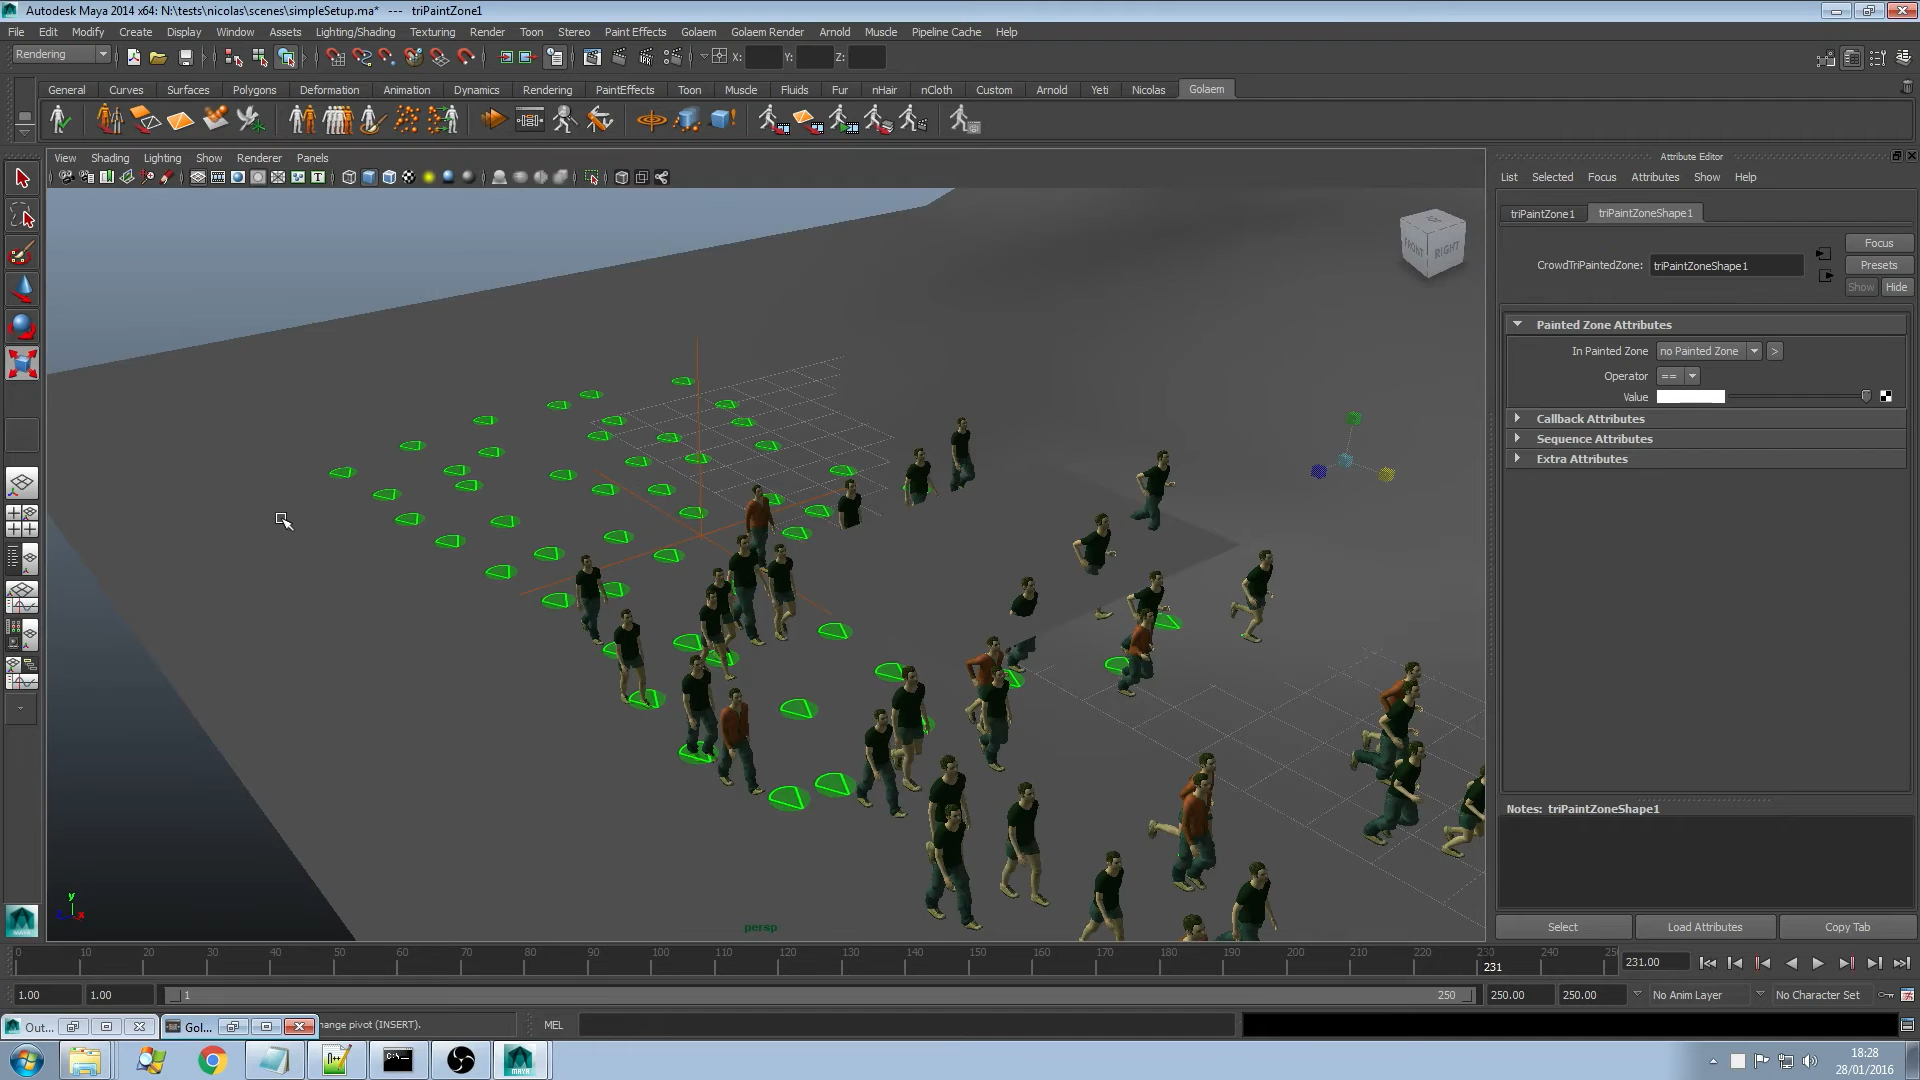 Autodesk Maya 2014 x64: N:\tests\nicolas\scenes\simpleSetup.ma*   ---   triPaintZone1
File Edit Modify Create Display Window Assets Lighting/Shading Texturing Render Toon Stereo Paint Effects Golaem Golaem Render Arnold Muscle Pipeline Cache Help
Rendering X: Y: Z:
General Curves Surfaces Polygons Deformation Animation Dynamics Rendering PaintEffects Toon Muscle Fluids Fur nHair nCloth Custom Arnold Yeti Nicolas Golaem
View Shading Lighting Show Renderer Panels
FRONT RIGHT
persp
y
x
Attribute Editor
List Selected Focus Attributes Show Help
triPaintZone1 triPaintZoneShape1
Focus
CrowdTriPaintedZone: triPaintZoneShape1
Presets
Show Hide
Painted Zone Attributes
In Painted Zone no Painted Zone >
Operator ==
Value
Callback Attributes
Sequence Attributes
Extra Attributes
Notes: triPaintZoneShape1
Select Load Attributes Copy Tab
0 10 20 30 40 50 60 70 80 90 100 110 120 130 140 150 160 170 180 190 200 210 220 230 240 25
231
231.00
1.00 1.00 1 250 250.00 250.00 No Anim Layer No Character Set
Out... Gol... hange pivot (INSERT). MEL
18:28
28/01/2016